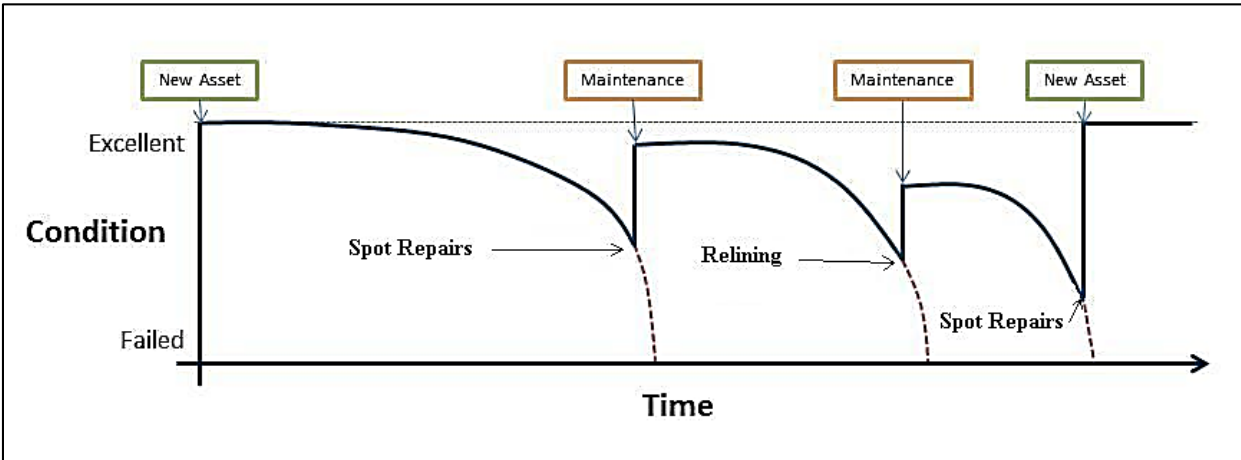 New Asset
Maintenance
Maintenance
New Asset
Excellent
Condition
Spot Repairs
Relining
Spot Repairs
Failed
Time